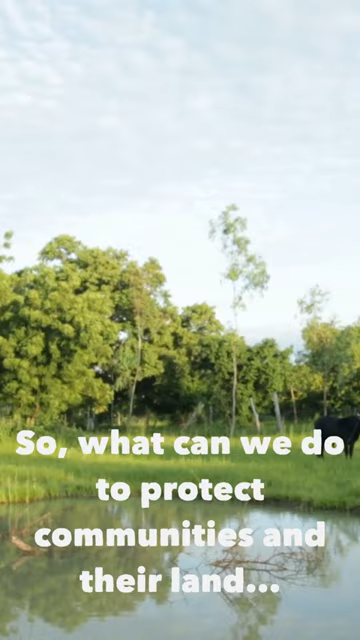 So, what can we do
to protect
communities and
their land...